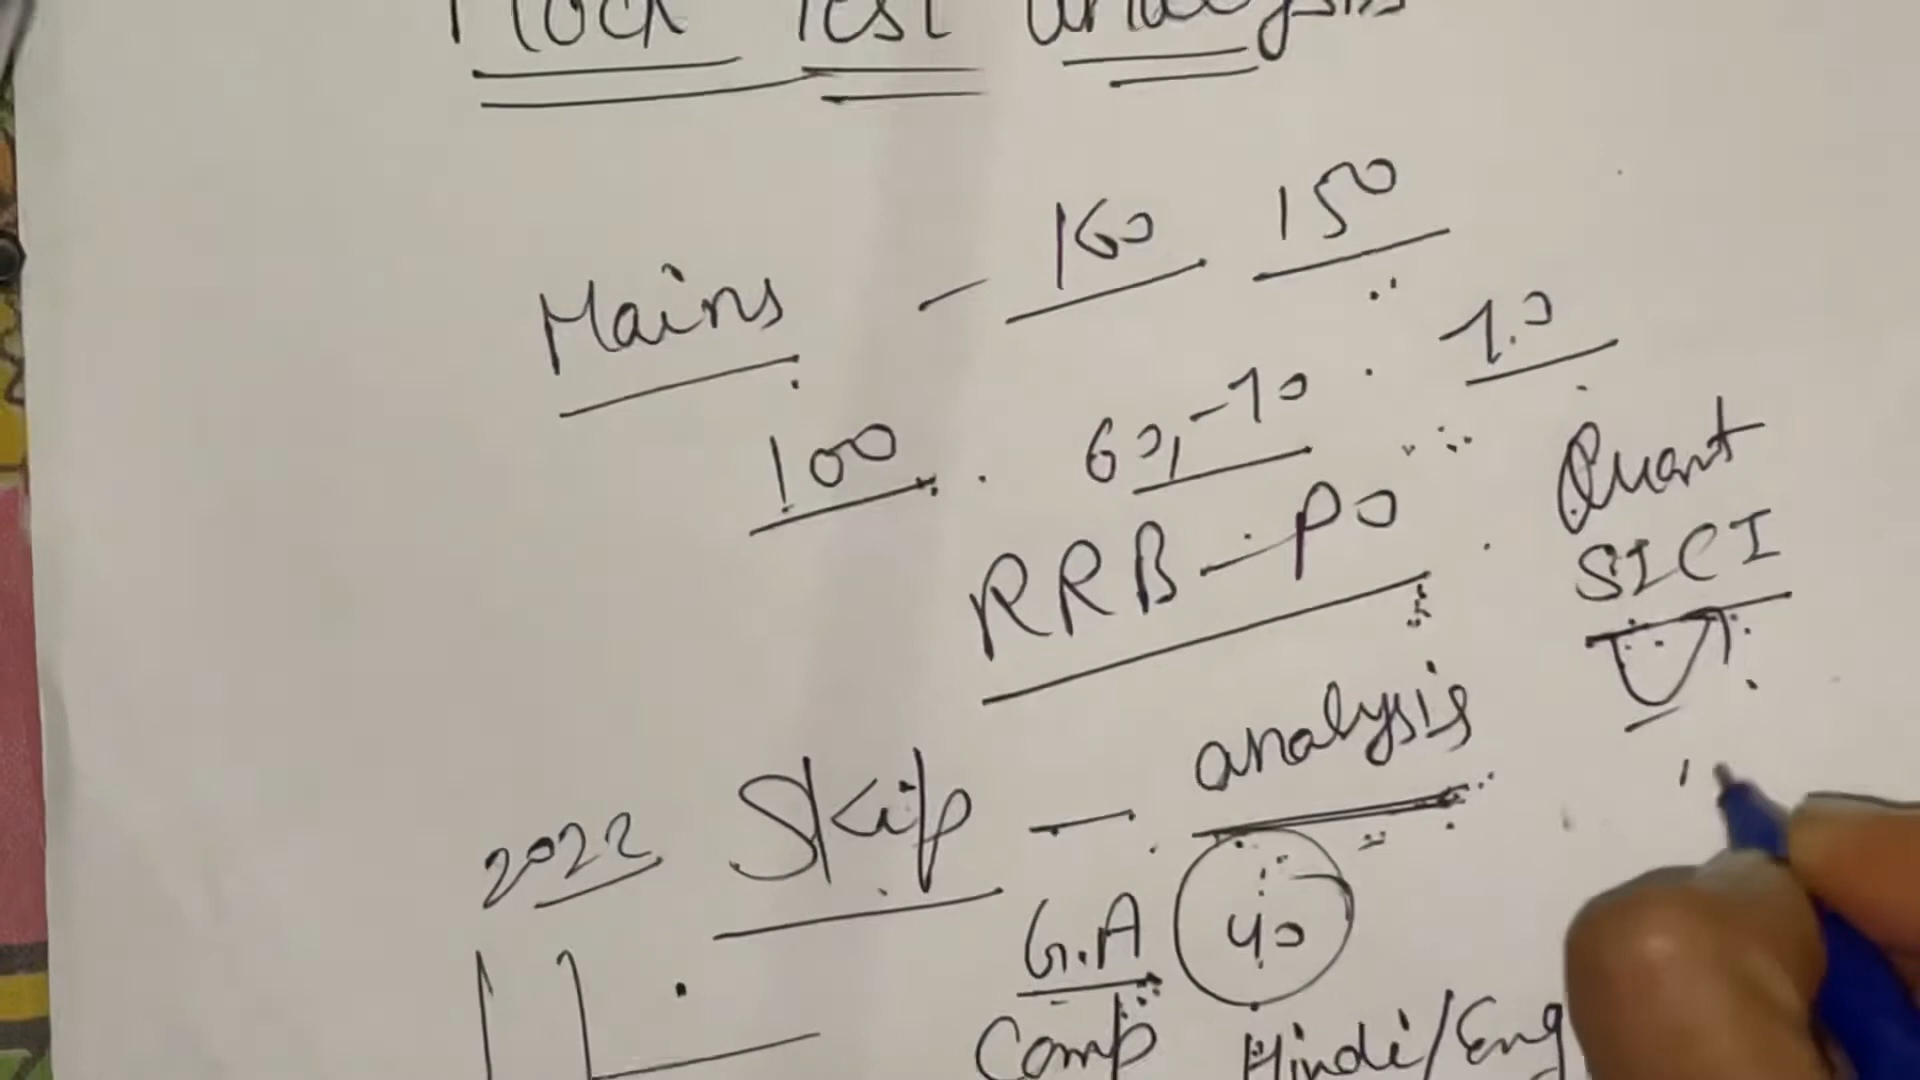 Mock Test analysis
Mains - 160 150
70
100 60,-70
Quant
RRB-PO
SICI
2022 Skip - analysis
G.A 40
Comp Hindi/Eng